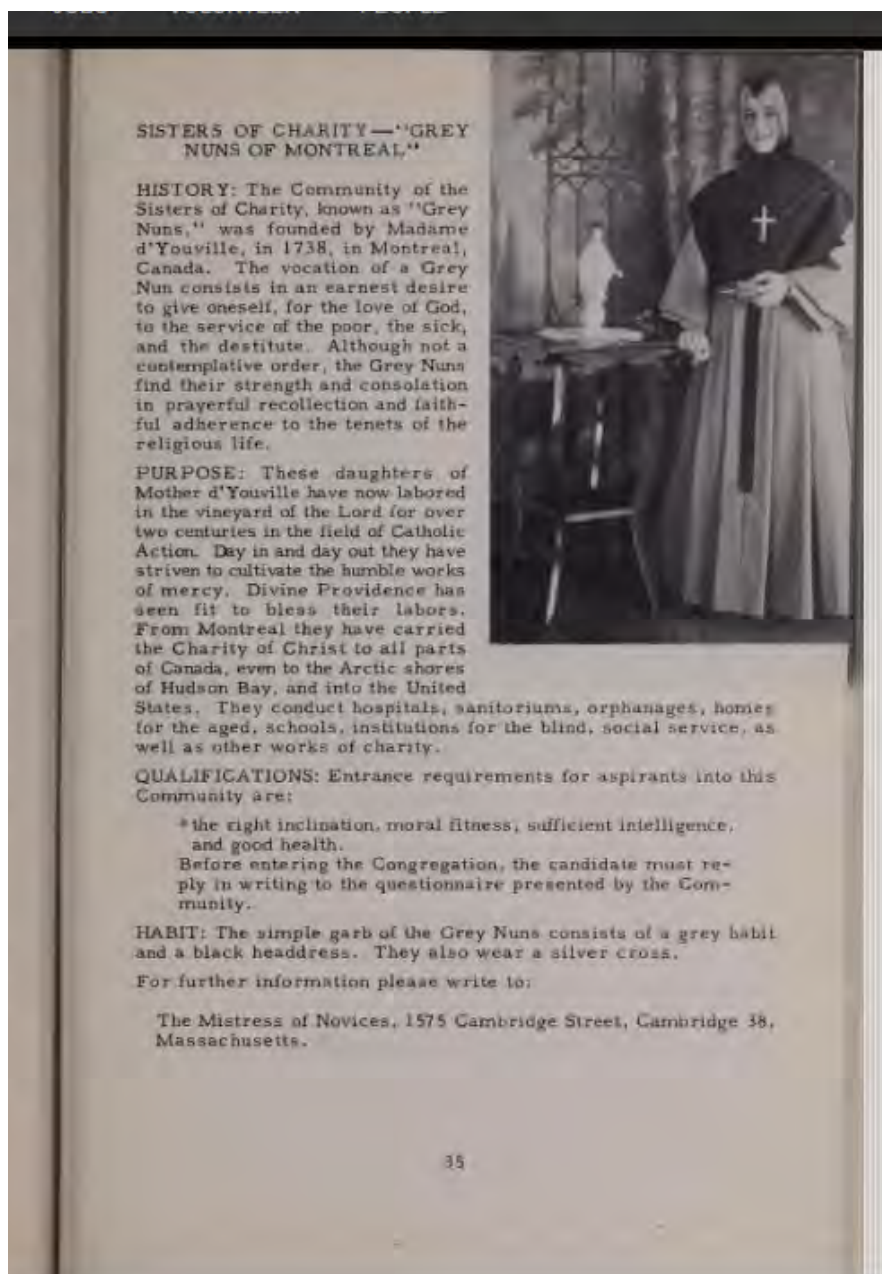 SISTERS OF CHARITY—"GREY
NUNS OF MONTREAL"
HISTORY: The Community of the
Sisters of Charity, known as "Grey
Nuns," was founded by Madame
d'Youville, in 1738, in Montreal,
Canada. The vocation of a Grey
Nun consists in an earnest desire
to give oneself, for the love of God,
to the service of the poor, the sick,
and the destitute. Although not a
contemplative order, the Grey Nuns
find their strength and consolation
in prayerful recollection and faith-
ful adherence to the tenets of the
religious life.
PURPOSE: These daughters of
Mother d'Youville have now labored
in the vineyard of the Lord for over
two centuries in the field of Catholic
Action. Day in and day out they have
striven to cultivate the humble works
of mercy. Divine Providence has
seen fit to bless their labors.
From Montreal they have carried
the Charity of Christ to all parts
of Canada, even to the Arctic shores
of Hudson Bay, and into the United
States. They conduct hospitals, sanitoriums, orphanages, homes
for the aged, schools, institutions for the blind, social service, as
well as other works of charity.
QUALIFICATIONS: Entrance requirements for aspirants into this
Community are:
*the right inclination, moral fitness, sufficient intelligence,
and good health.
Before entering the Congregation, the candidate must re-
ply in writing to the questionnaire presented by the Com-
munity.
HABIT: The simple garb of the Grey Nuns consists of a grey habit
and a black headdress. They also wear a silver cross.
For further information please write to:
The Mistress of Novices, 1575 Cambridge Street, Cambridge 38,
Massachusetts.
35